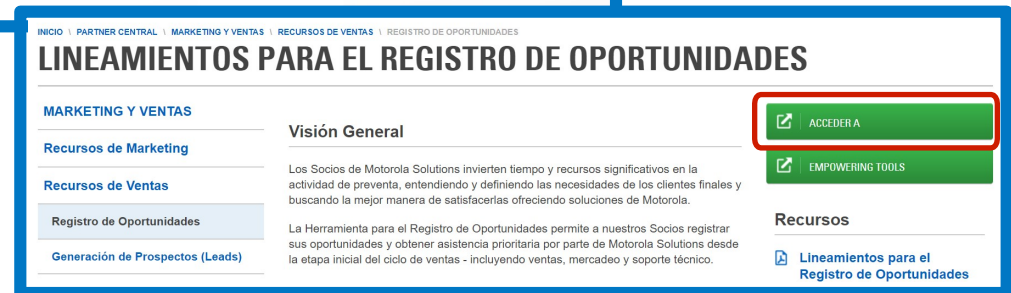 INICIO \ PARTNER CENTRAL \ MARKETING Y VENTAS \ RECURSOS DE VENTAS \ REGISTRO DE OPORTUNIDADES
LINEAMIENTOS PARA EL REGISTRO DE OPORTUNIDADES
MARKETING Y VENTAS
Recursos de Marketing
Recursos de Ventas
Registro de Oportunidades
Generación de Prospectos (Leads)
Visión General
Los Socios de Motorola Solutions invierten tiempo y recursos significativos en la
actividad de preventa, entendiendo y definiendo las necesidades de los clientes finales y
buscando la mejor manera de satisfacerlas ofreciendo soluciones de Motorola.
La Herramienta para el Registro de Oportunidades permite a nuestros Socios registrar
sus oportunidades y obtener asistencia prioritaria por parte de Motorola Solutions desde
la etapa inicial del ciclo de ventas - incluyendo ventas, mercadeo y soporte técnico.
ACCEDER A
EMPOWERING TOOLS
Recursos
Lineamientos para el
Registro de Oportunidades